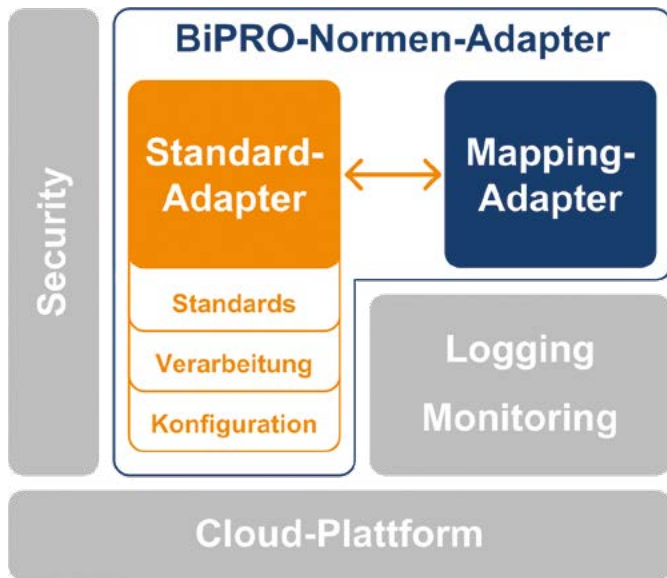 BiPRO-Normen-Adapter
Security
Standard-
Adapter
Mapping-
Adapter
Standards
Verarbeitung
Konfiguration
Logging
Monitoring
Cloud-Plattform